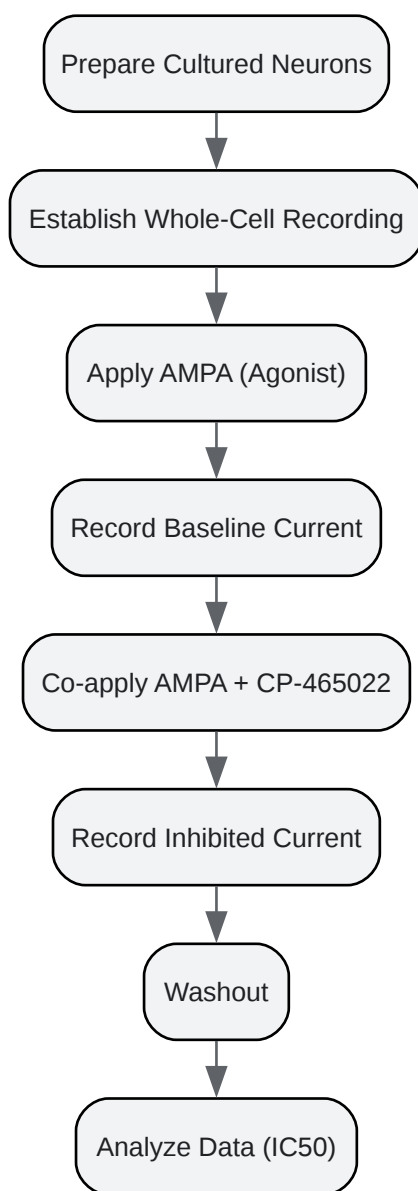 Prepare Cultured Neurons
Establish Whole-Cell Recording
Apply AMPA (Agonist)
Record Baseline Current
Co-apply AMPA + CP-465022
Record Inhibited Current
Washout
Analyze Data (IC50)